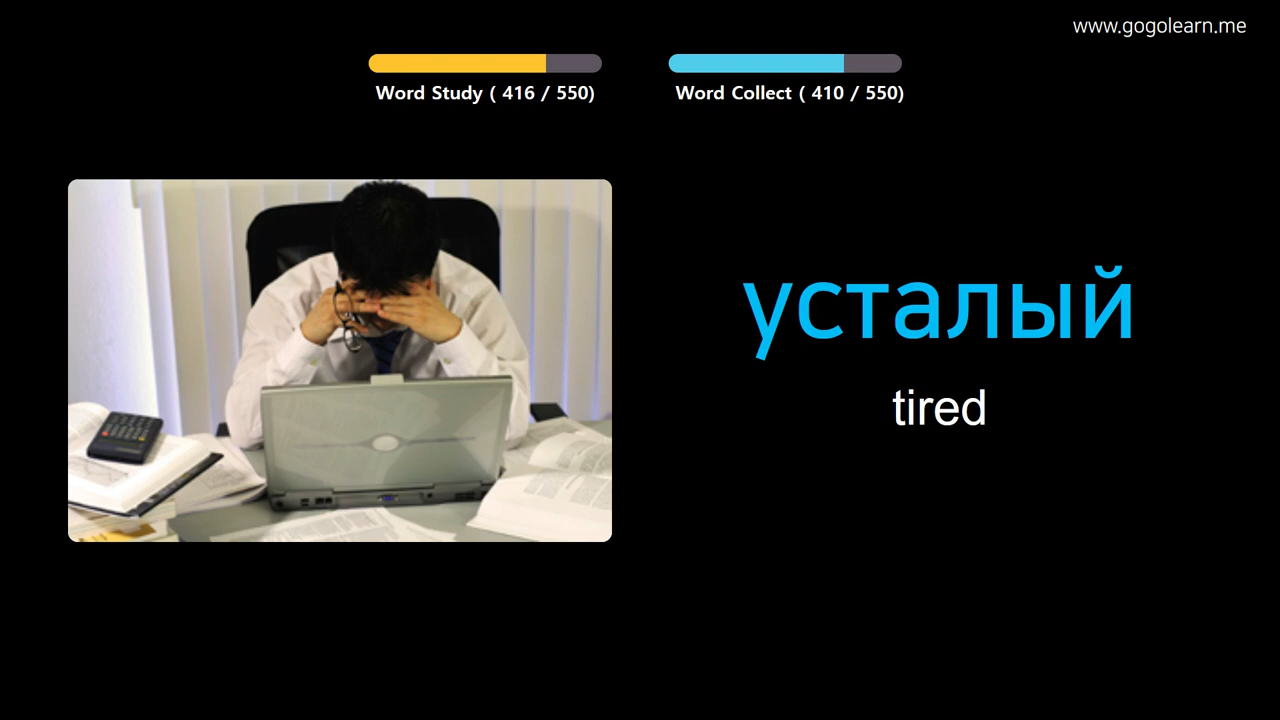 www.gogolearn.me
Word Study ( 416 / 550)
Word Collect ( 410 / 550)
усталый
tired